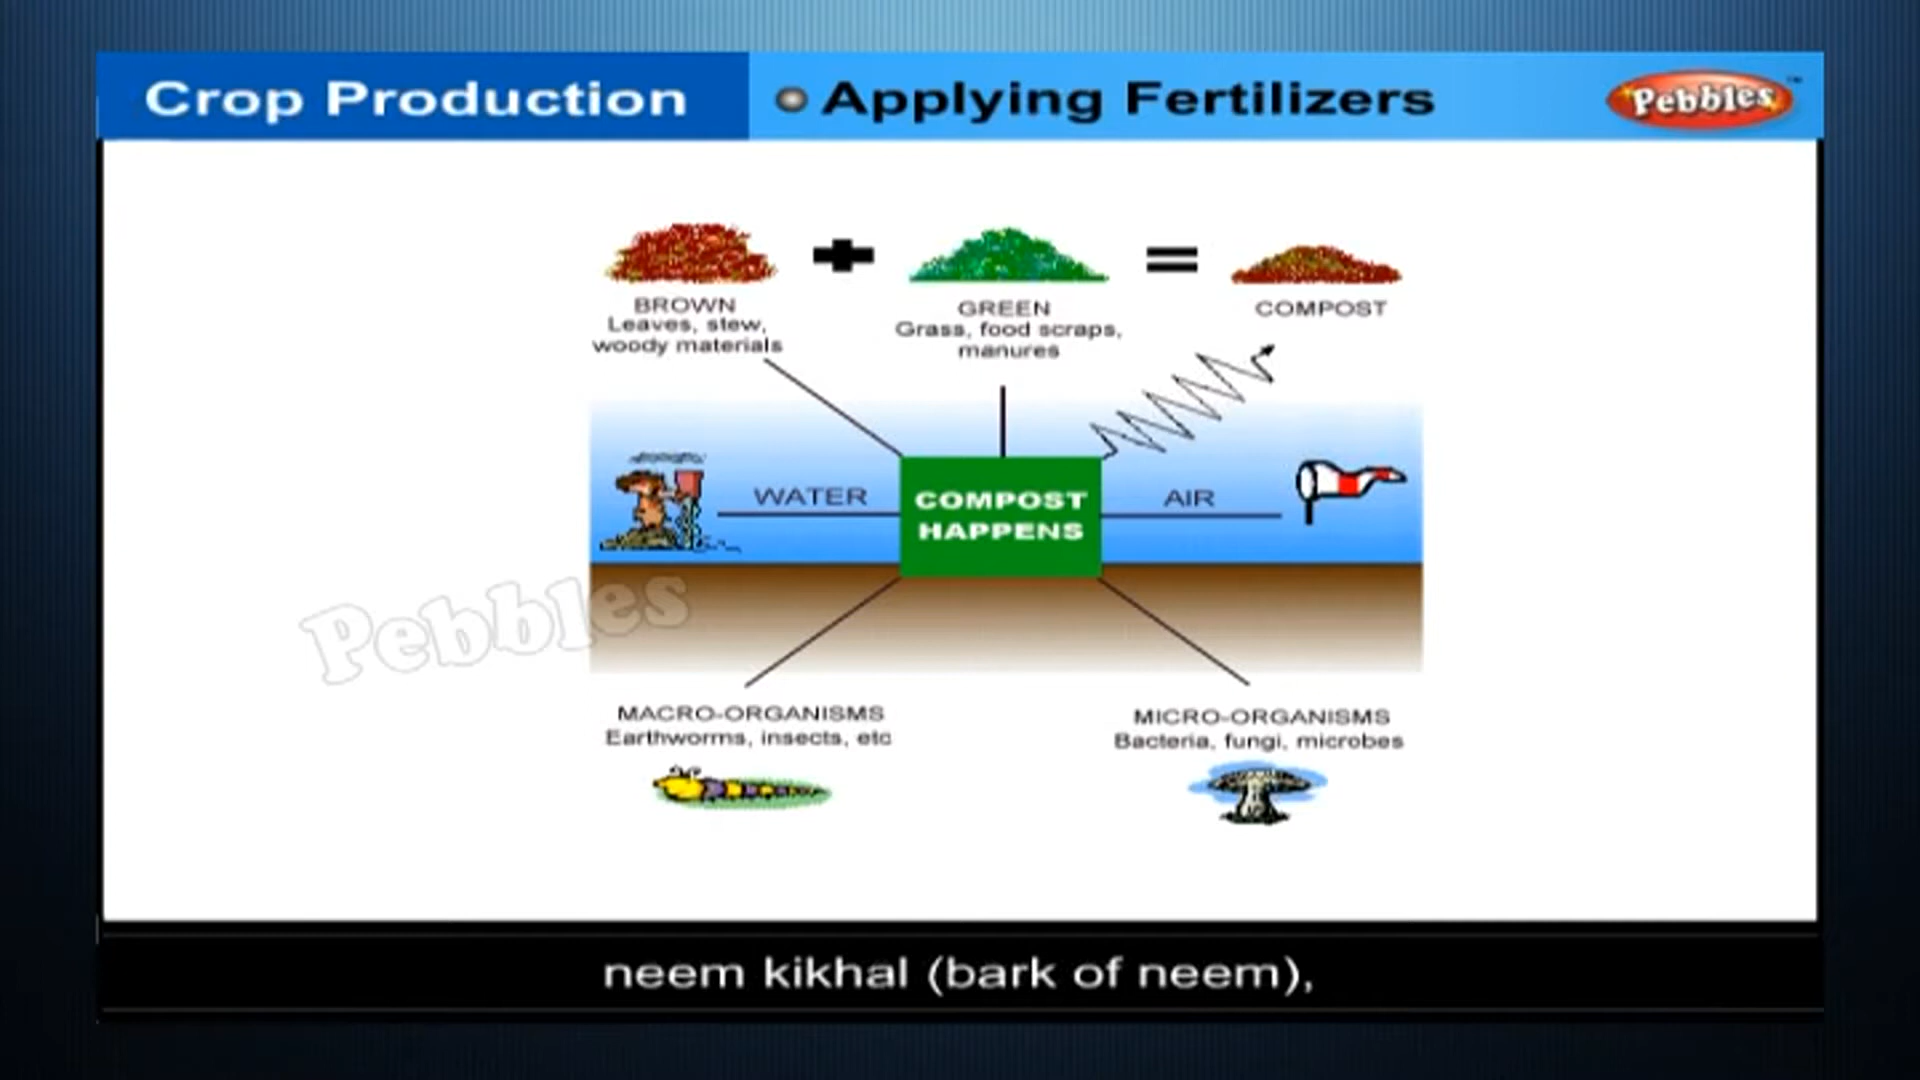 Crop Production
Applying Fertilizers
Pebbles™
BROWN
Leaves, stew,
woody materials
GREEN
Grass, food scraps,
manures
COMPOST
WATER
COMPOST
HAPPENS
AIR
Pebbles
MACRO-ORGANISMS
Earthworms, insects, etc
MICRO-ORGANISMS
Bacteria, fungi, microbes
neem kikhal (bark of neem),